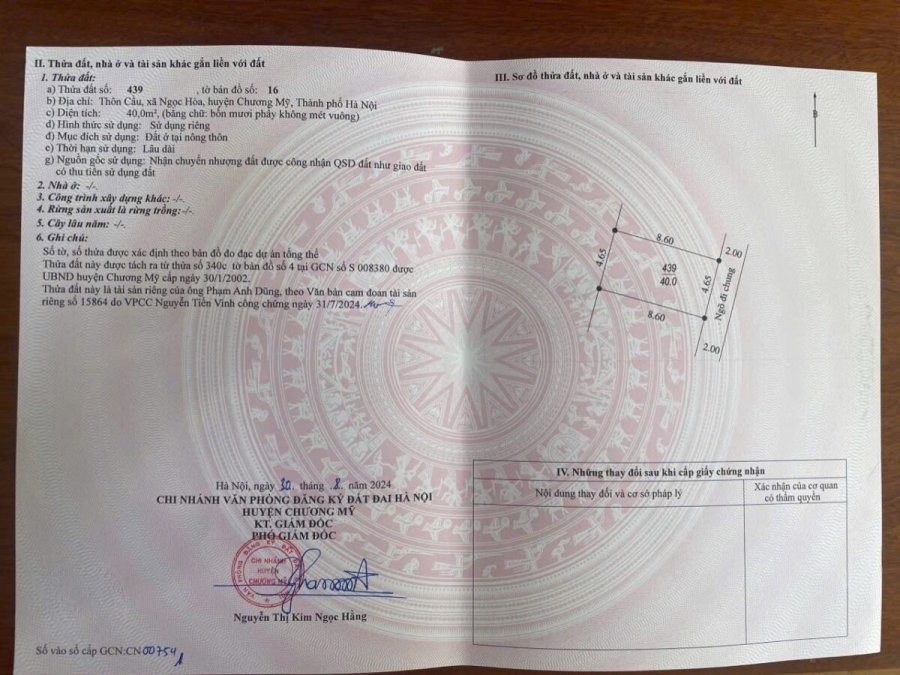 II. Thửa đất, nhà ở và tài sản khác gắn liền với đất
1. Thửa đất:
a) Thửa đất số: 439 , tờ bản đồ số: 16
b) Địa chỉ: Thôn Cầu, xã Ngọc Hòa, huyện Chương Mỹ, Thành phố Hà Nội
c) Diện tích: 40,0m², (bằng chữ: bốn mươi phẩy không mét vuông)
d) Hình thức sử dụng: Sử dụng riêng
đ) Mục đích sử dụng: Đất ở tại nông thôn
e) Thời hạn sử dụng: Lâu dài
g) Nguồn gốc sử dụng: Nhận chuyển nhượng đất được công nhận QSD đất như giao đất
có thu tiền sử dụng đất
2. Nhà ở: -/-.
3. Công trình xây dựng khác: -/-.
4. Rừng sản xuất là rừng trồng: -/-.
5. Cây lâu năm: -/-.
6. Ghi chú:
Số tờ, số thửa được xác định theo bản đồ đo đạc dự án tổng thể
Thửa đất này được tách ra từ thửa số 340c tờ bản đồ số 4 tại GCN số S 008380 được
UBND huyện Chương Mỹ cấp ngày 30/1/2002.
Thửa đất này là tài sản riêng của ông Phạm Anh Dũng, theo Văn bản cam đoan tài sản
riêng số 15864 do VPCC Nguyễn Tiến Vinh công chứng ngày 31/7/2024.
Hà Nội, ngày 30 tháng 8 năm 2024
CHI NHÁNH VĂN PHÒNG ĐĂNG KÝ ĐẤT ĐAI HÀ NỘI
HUYỆN CHƯƠNG MỸ
KT. GIÁM ĐỐC
PHÓ GIÁM ĐỐC
CHI NHÁNH
HUYỆN
CHƯƠNG MỸ
Nguyễn Thị Kim Ngọc Hằng
Số vào sổ cấp GCN:CN 00754 1
III. Sơ đồ thửa đất, nhà ở và tài sản khác gắn liền với đất
B
8.60
2.00
4.65
439
40.0
4.65
Ngõ đi chung
8.60
2.00
IV. Những thay đổi sau khi cấp giấy chứng nhận
Nội dung thay đổi và cơ sở pháp lý
Xác nhận của cơ quan
có thẩm quyền